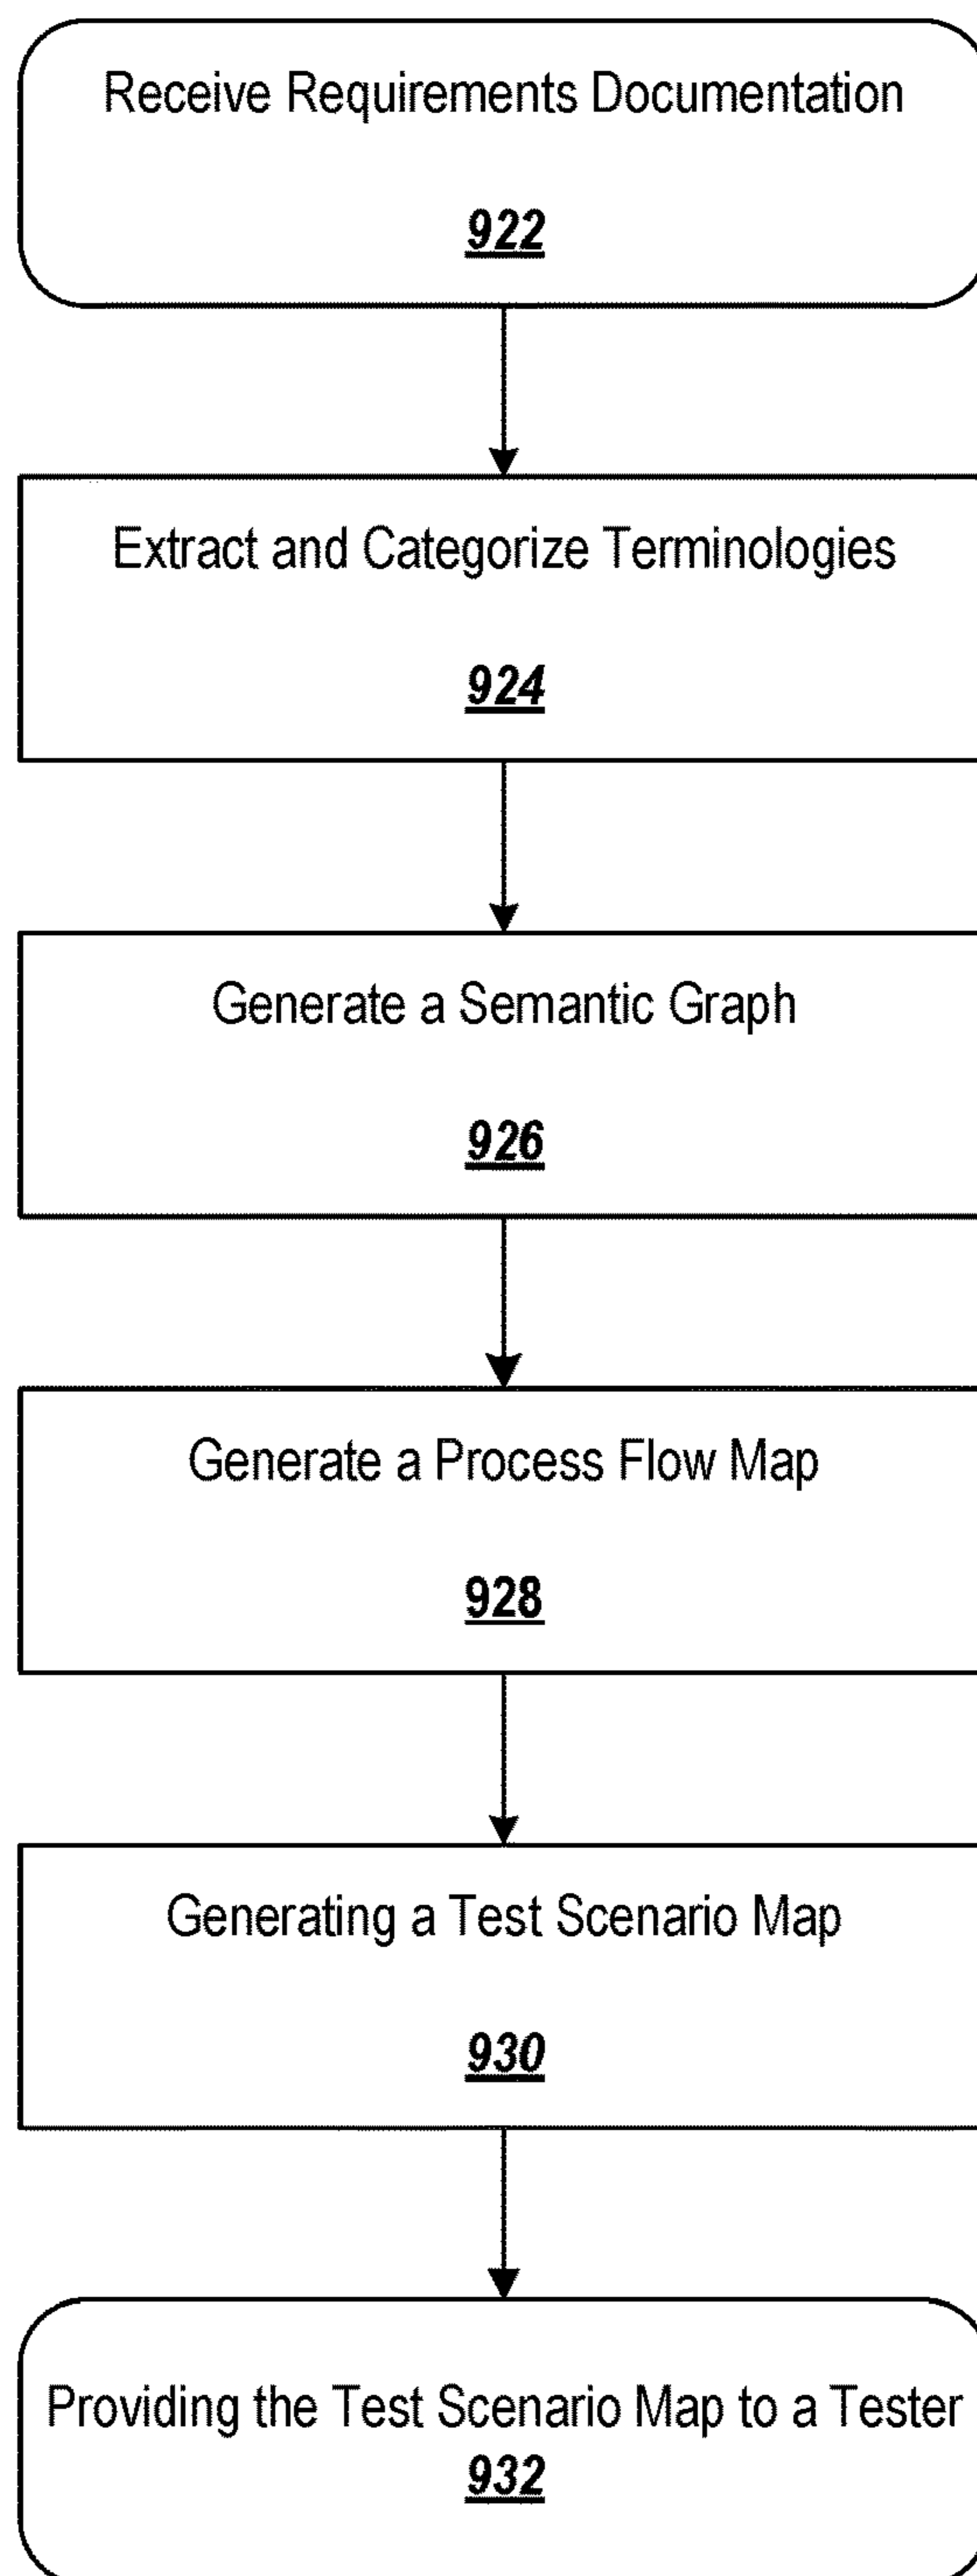 Receive Requirements Documentation
922
Extract and Categorize Terminologies
924
Generate a Semantic Graph
926
Generate a Process Flow Map
928
Generating a Test Scenario Map
930
Providing the Test Scenario Map to a Tester
932